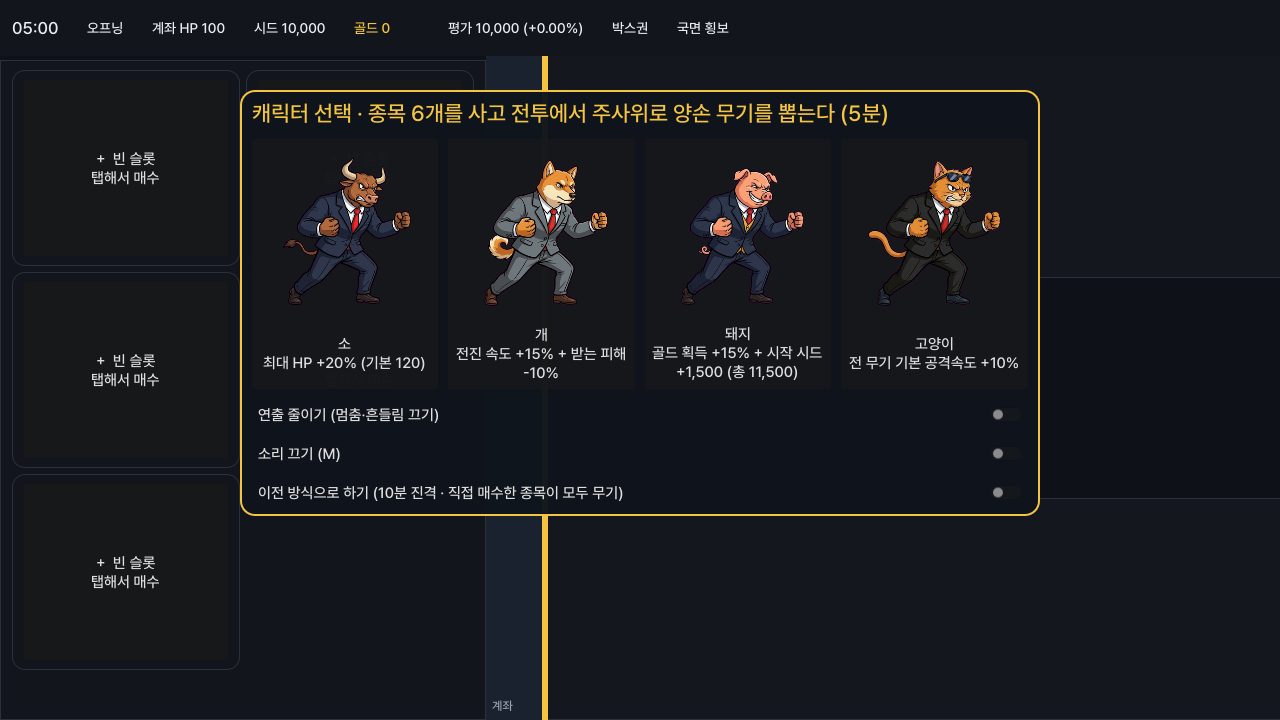 05:00 오프닝 계좌 HP 100 시드 10,000 골드 0 평가 10,000 (+0.00%) 박스권 국면 횡보
캐릭터 선택 · 종목 6개를 사고 전투에서 주사위로 양손 무기를 뽑는다 (5분)
소
최대 HP +20% (기본 120)
개
전진 속도 +15% + 받는 피해
-10%
돼지
골드 획득 +15% + 시작 시드
+1,500 (총 11,500)
고양이
전 무기 기본 공격속도 +10%
연출 줄이기 (멈춤·흔들림 끄기)
소리 끄기 (M)
이전 방식으로 하기 (10분 진격 · 직접 매수한 종목이 모두 무기)
+ 빈 슬롯
탭해서 매수
+ 빈 슬롯
탭해서 매수
+ 빈 슬롯
탭해서 매수
계좌